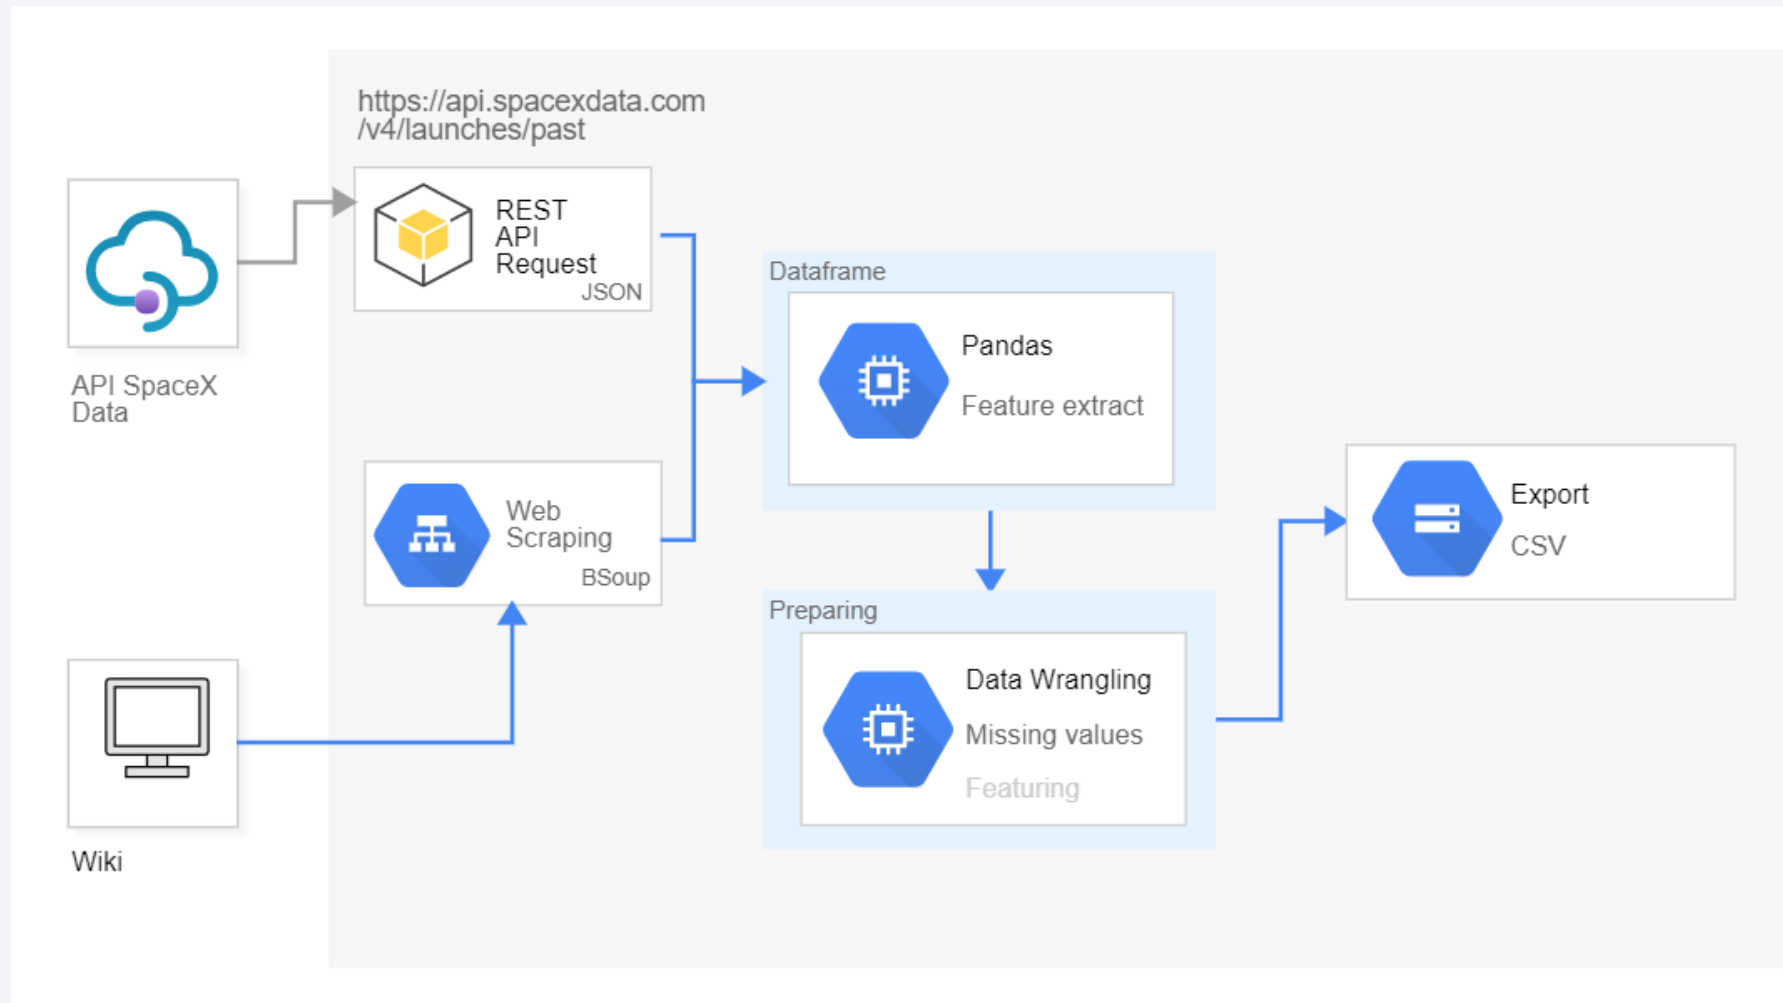 https://api.spacexdata.com
/v4/launches/past
REST
API
Request
JSON
API SpaceX
Data
Dataframe
Pandas
Feature extract
Web
Scraping
BSoup
Export
CSV
Preparing
Data Wrangling
Missing values
Featuring
Wiki